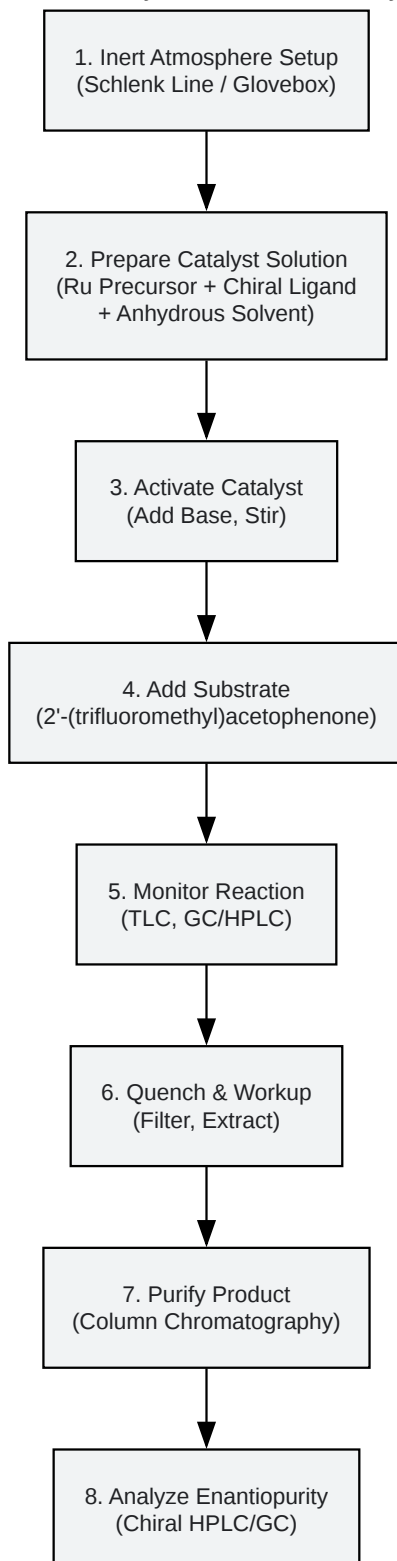 1. Inert Atmosphere Setup
(Schlenk Line / Glovebox)
2. Prepare Catalyst Solution
(Ru Precursor + Chiral Ligand
+ Anhydrous Solvent)
3. Activate Catalyst
(Add Base, Stir)
4. Add Substrate
(2'-(trifluoromethyl)acetophenone)
5. Monitor Reaction
(TLC, GC/HPLC)
6. Quench & Workup
(Filter, Extract)
7. Purify Product
(Column Chromatography)
8. Analyze Enantiopurity
(Chiral HPLC/GC)